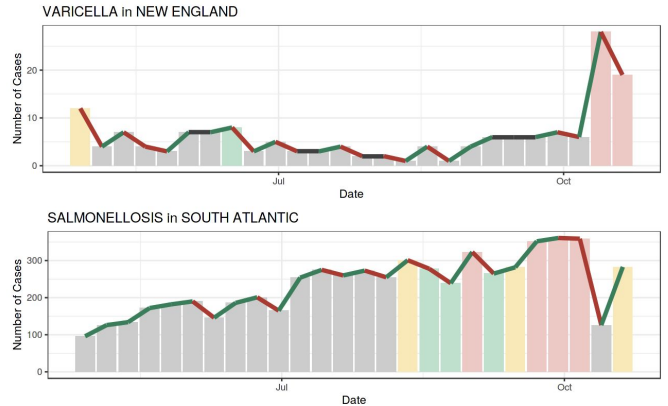 VARICELLA in NEW ENGLAND
Number of Cases
20
10
0
Jul
Oct
Date
SALMONELLOSIS in SOUTH ATLANTIC
Number of Cases
300
200
100
0
Jul
Oct
Date